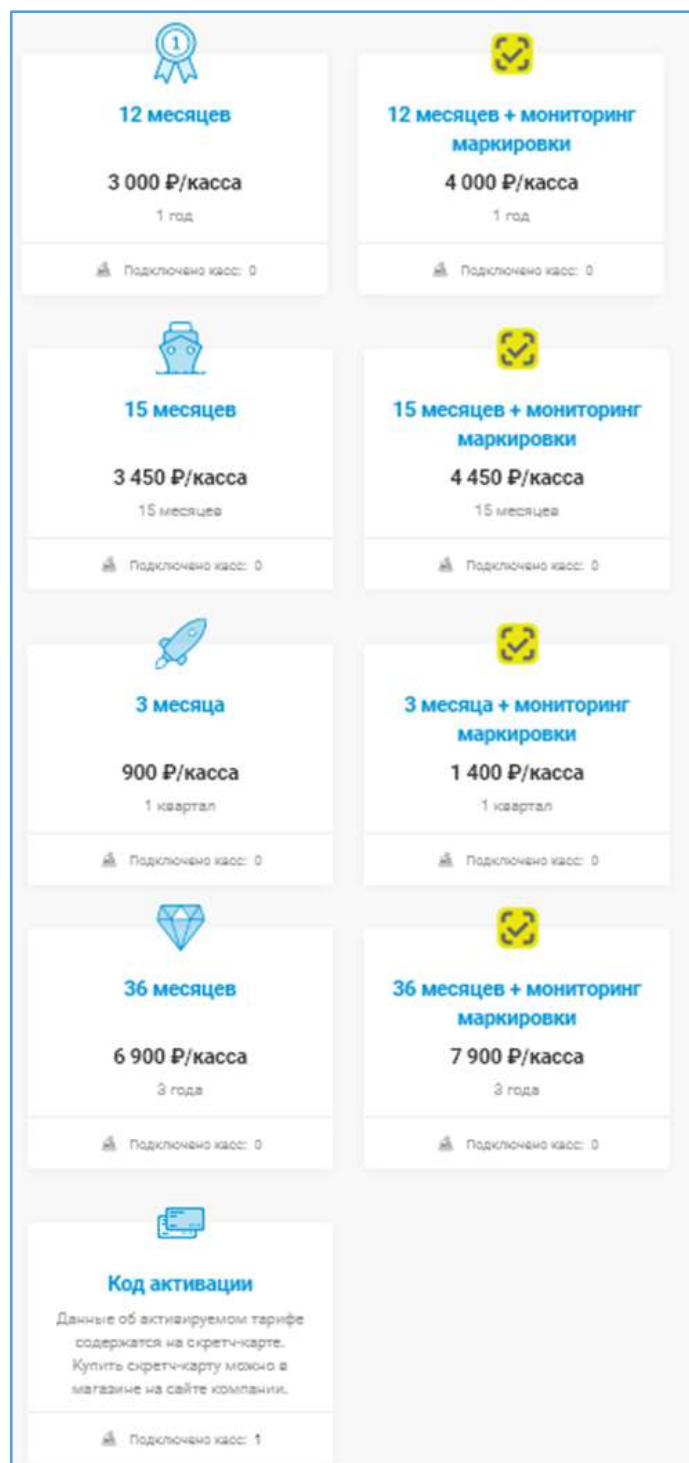 1
12 месяцев
3 000 ₽/касса
1 год
Подключено касс: 0
12 месяцев + мониторинг
маркировки
4 000 ₽/касса
1 год
Подключено касс: 0
15 месяцев
3 450 ₽/касса
15 месяцев
Подключено касс: 0
15 месяцев + мониторинг
маркировки
4 450 ₽/касса
15 месяцев
Подключено касс: 0
3 месяца
900 ₽/касса
1 квартал
Подключено касс: 0
3 месяца + мониторинг
маркировки
1 400 ₽/касса
1 квартал
Подключено касс: 0
36 месяцев
6 900 ₽/касса
3 года
Подключено касс: 0
36 месяцев + мониторинг
маркировки
7 900 ₽/касса
3 года
Подключено касс: 0
Код активации
Данные об активируемом тарифе
содержатся на скретч-карте.
Купить скретч-карту можно в
магазине на сайте компании.
Подключено касс: 1